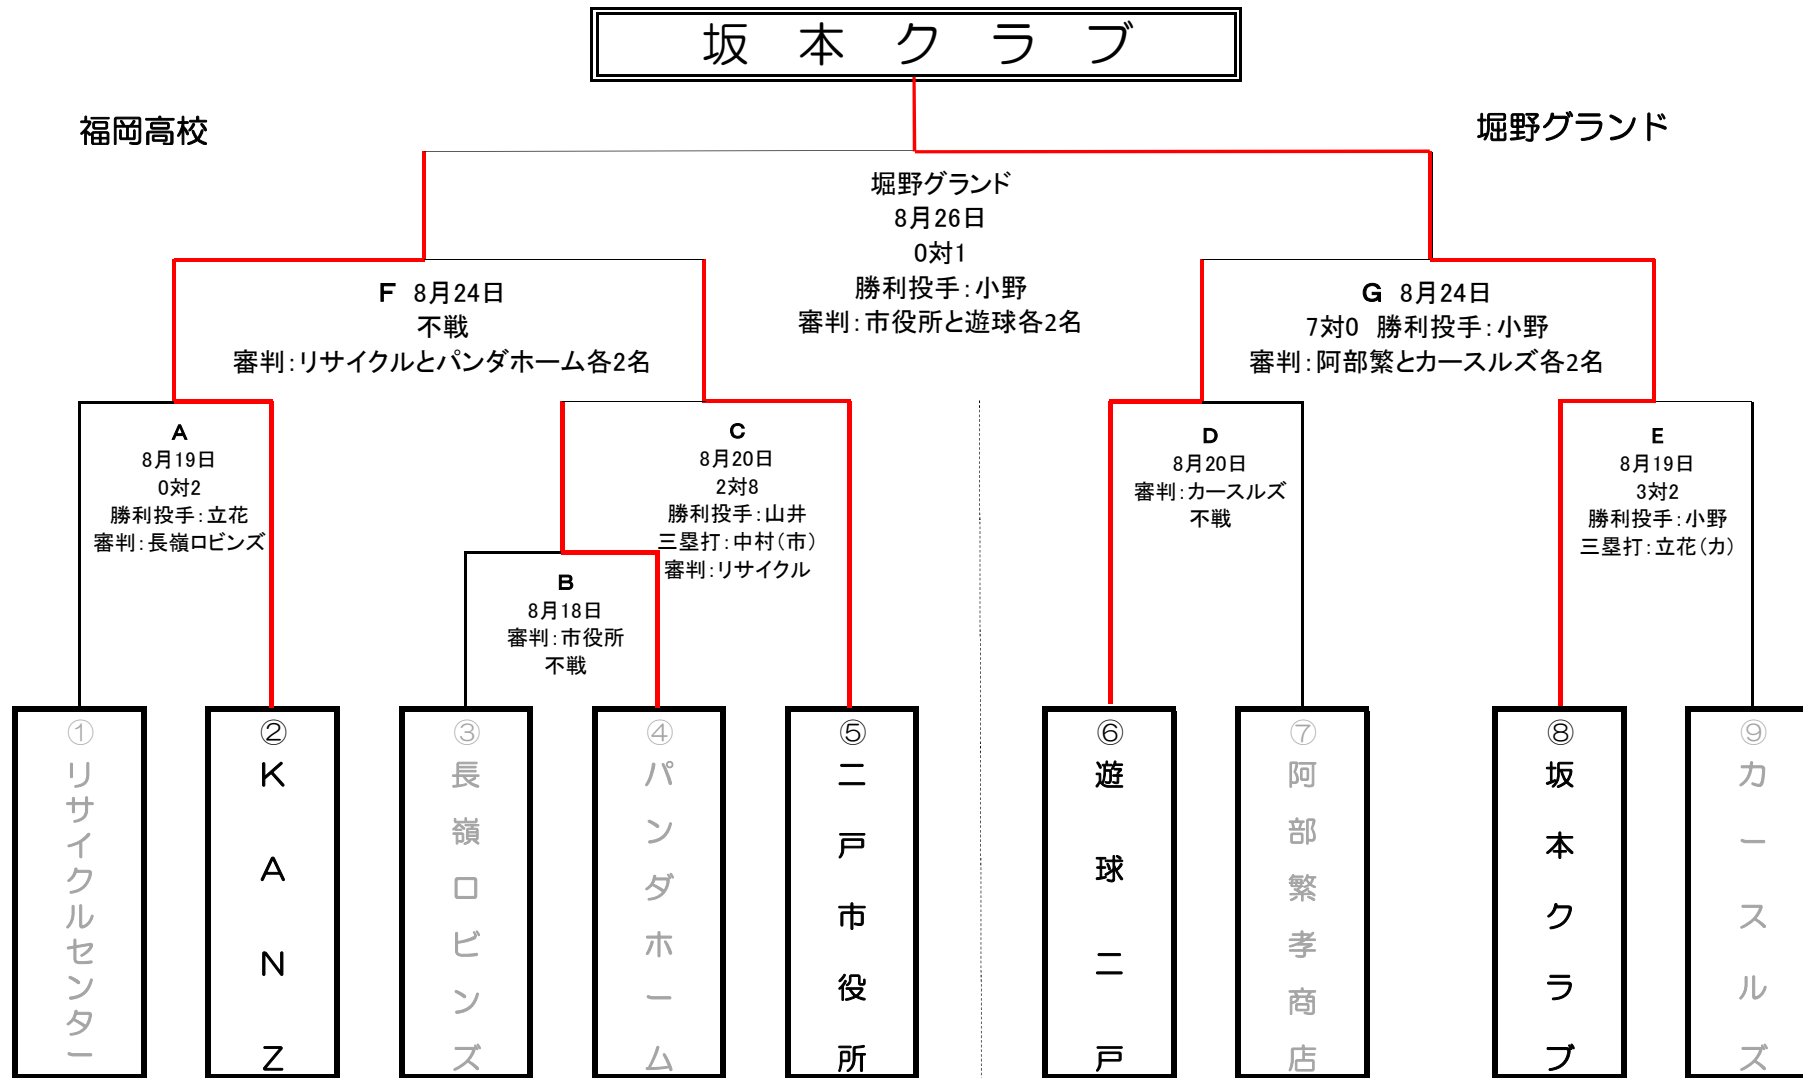 坂本クラブ
福岡高校
堀野グランド
堀野グランド
8月26日
0対1
勝利投手：小野
審判：市役所と遊球各2名
F 8月24日
不戦
審判：リサイクルとパンダホーム各2名
G 8月24日
7対0 勝利投手：小野
審判：阿部繁とカースルズ各2名
A
8月19日
0対2
勝利投手：立花
審判：長嶺ロビンズ
C
8月20日
2対8
勝利投手：山井
三塁打：中村（市）
審判：リサイクル
B
8月18日
審判：市役所
不戦
D
8月20日
審判：カースルズ
不戦
E
8月19日
3対2
勝利投手：小野
三塁打：立花（カ）
①リサイクルセンター
②KANZ
③長嶺ロビンズ
④パンダホーム
⑤二戸市役所
⑥遊球二戸
⑦阿部繁孝商店
⑧坂本クラブ
⑨カースルズ